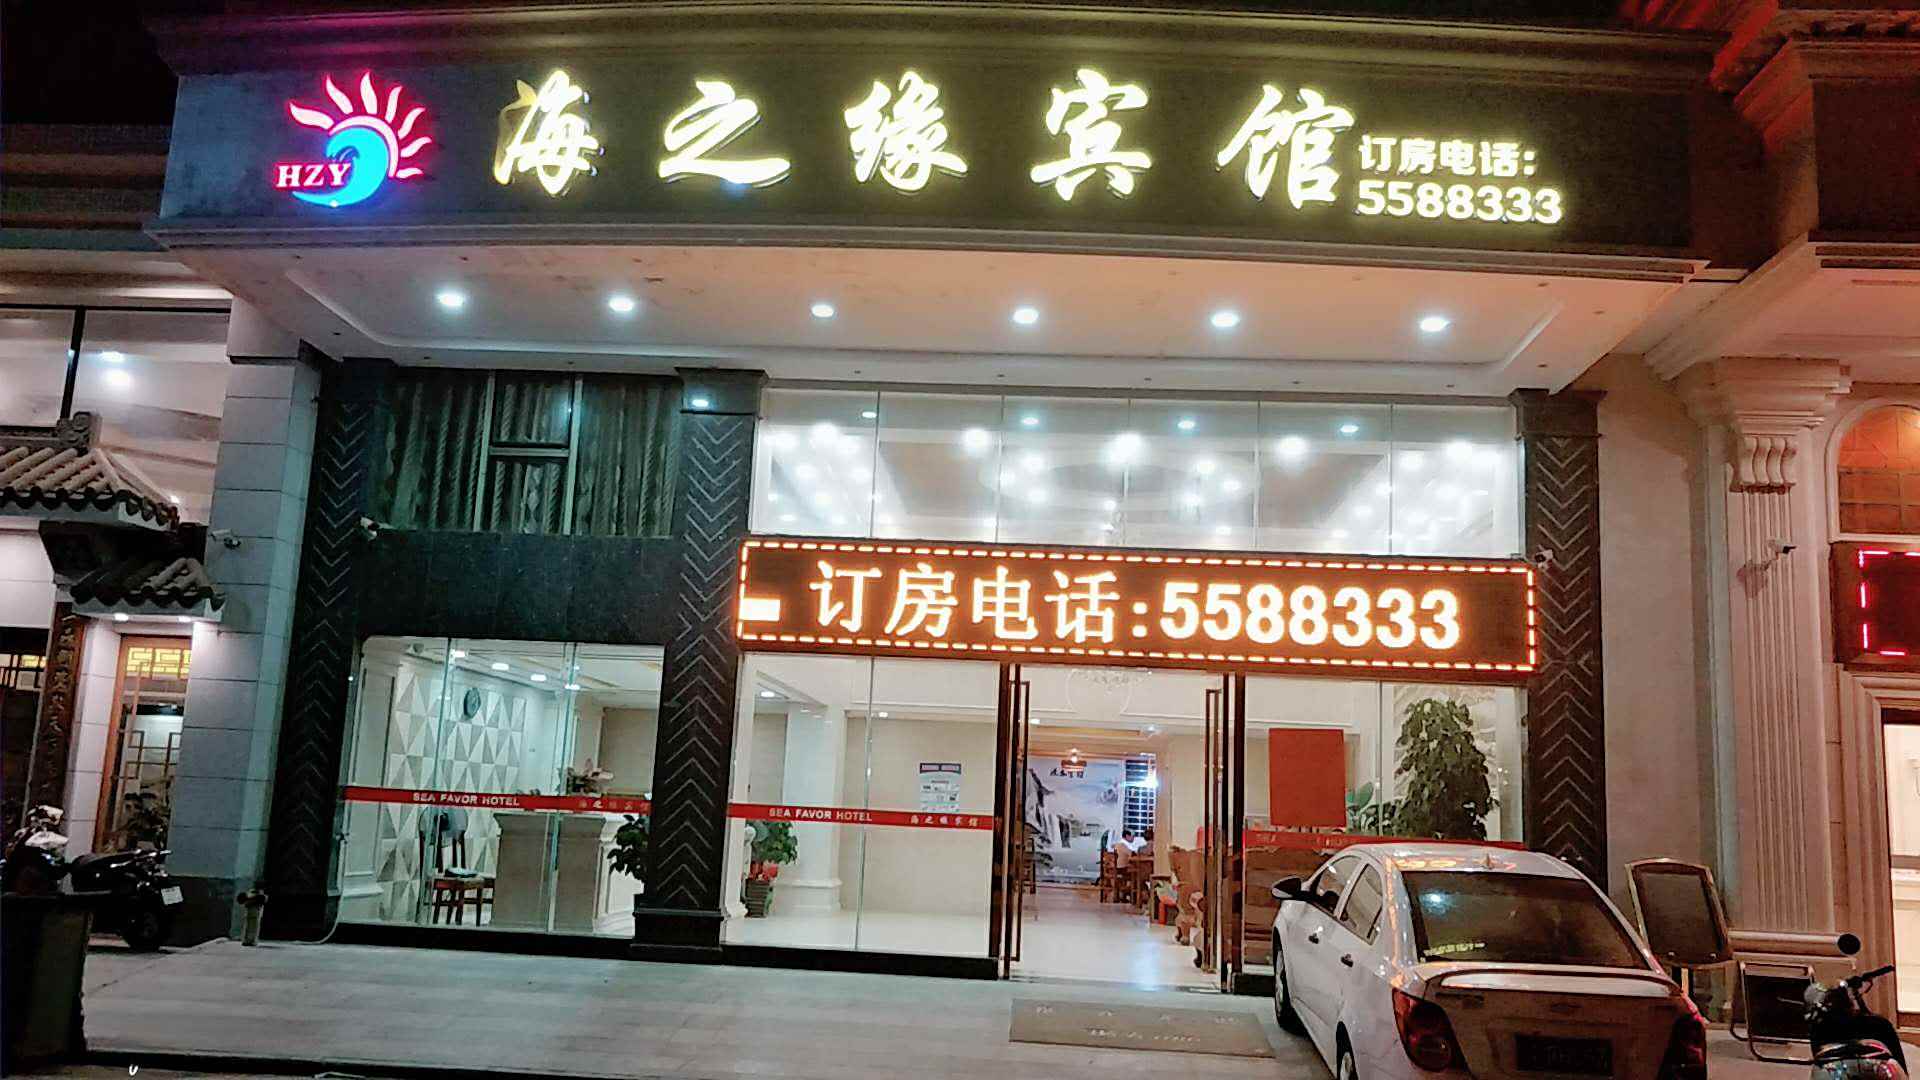 HZY
海之缘宾馆
订房电话:
5588333
订房电话:5588333
SEA FAVOR HOTEL 海之缘宾馆
SEA FAVOR HOTEL 海之缘宾馆